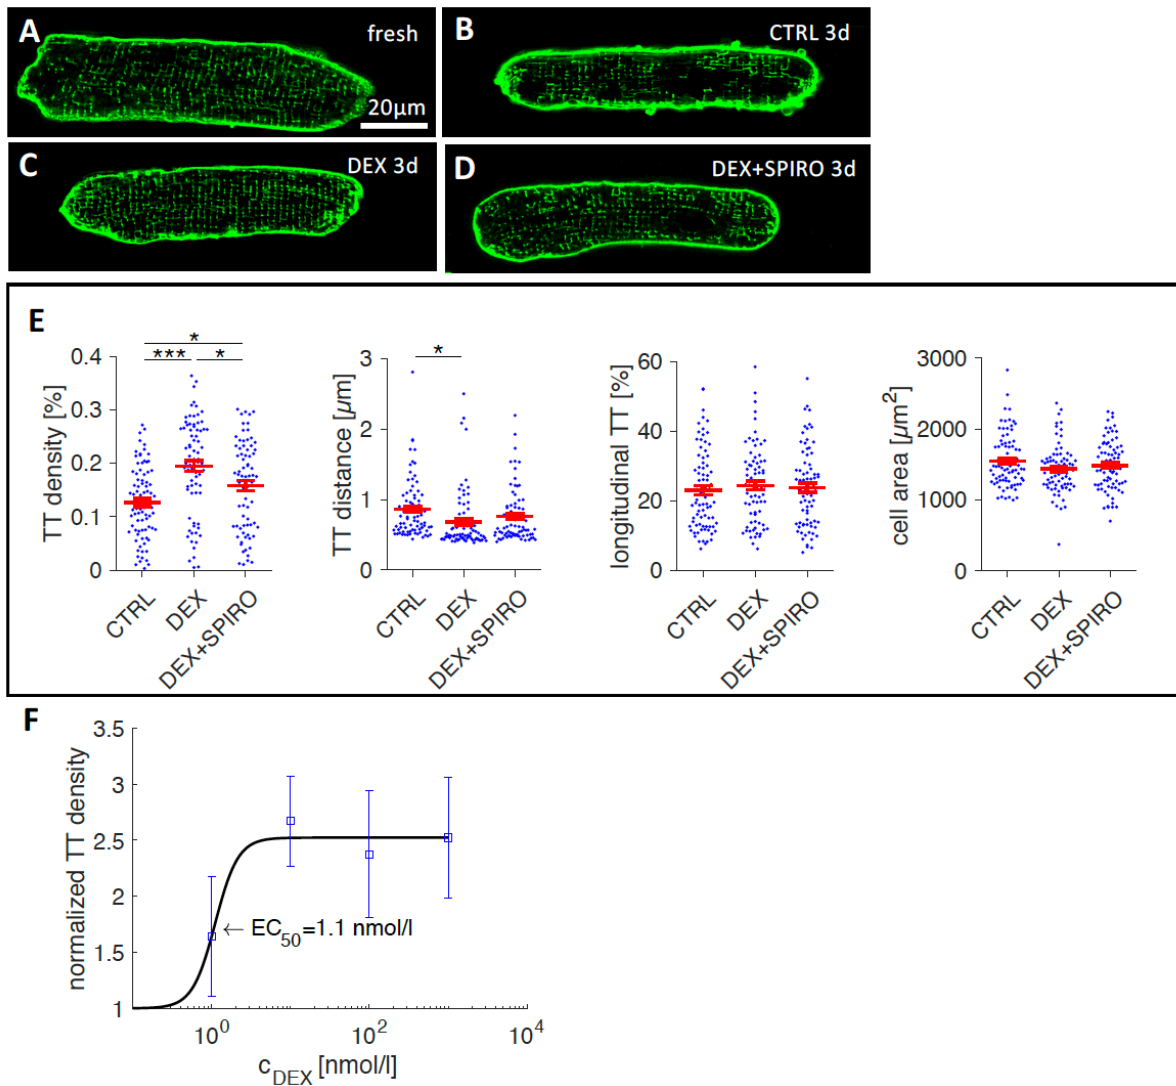 A
fresh
20µm
B
CTRL 3d
C
DEX 3d
D
DEX+SPIRO 3d
E
TT density [%]
0.4
0.3
0.2
0.1
0
*
*** *
CTRL
DEX
DEX+SPIRO
TT distance [µm]
3
2
1
0
*
CTRL
DEX
DEX+SPIRO
longitudinal TT [%]
60
40
20
0
CTRL
DEX
DEX+SPIRO
cell area [µm²]
3000
2000
1000
0
CTRL
DEX
DEX+SPIRO
F
normalized TT density
3.5
3
2.5
2
1.5
1
← EC₅₀=1.1 nmol/l
10⁰ 10² 10⁴
c_DEX [nmol/l]